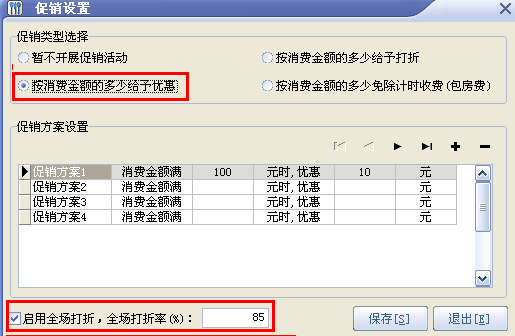 促销设置
促销类型选择
暂不开展促销活动 按消费金额的多少给予打折
按消费金额的多少给予优惠 按消费金额的多少免除计时收费(包房费)
促销方案设置
促销方案1 消费金额满 100 元时,优惠 10 元
促销方案2 消费金额满 元时,优惠 元
促销方案3 消费金额满 元时,优惠 元
促销方案4 消费金额满 元时,优惠 元
启用全场打折，全场打折率(%)： 85 保存[S] 退出[E]